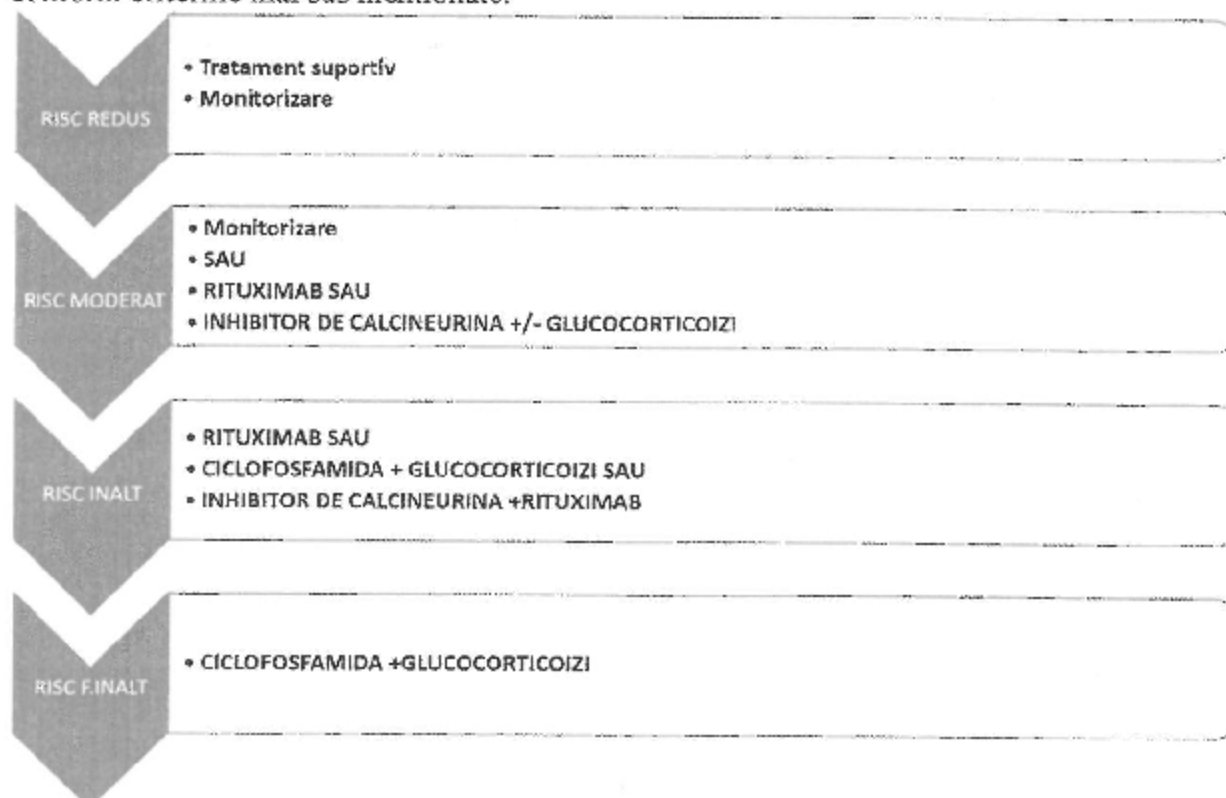 RISC REDUS
• Tratament suportiv
• Monitorizare
RISC MODERAT
• Monitorizare
• SAU
• RITUXIMAB SAU
• INHIBITOR DE CALCINEURINA +/- GLUCOCORTICOIZI
RISC INALT
• RITUXIMAB SAU
• CICLOFOSFAMIDA + GLUCOCORTICOIZI SAU
• INHIBITOR DE CALCINEURINA +RITUXIMAB
RISC F.INALT
• CICLOFOSFAMIDA +GLUCOCORTICOIZI